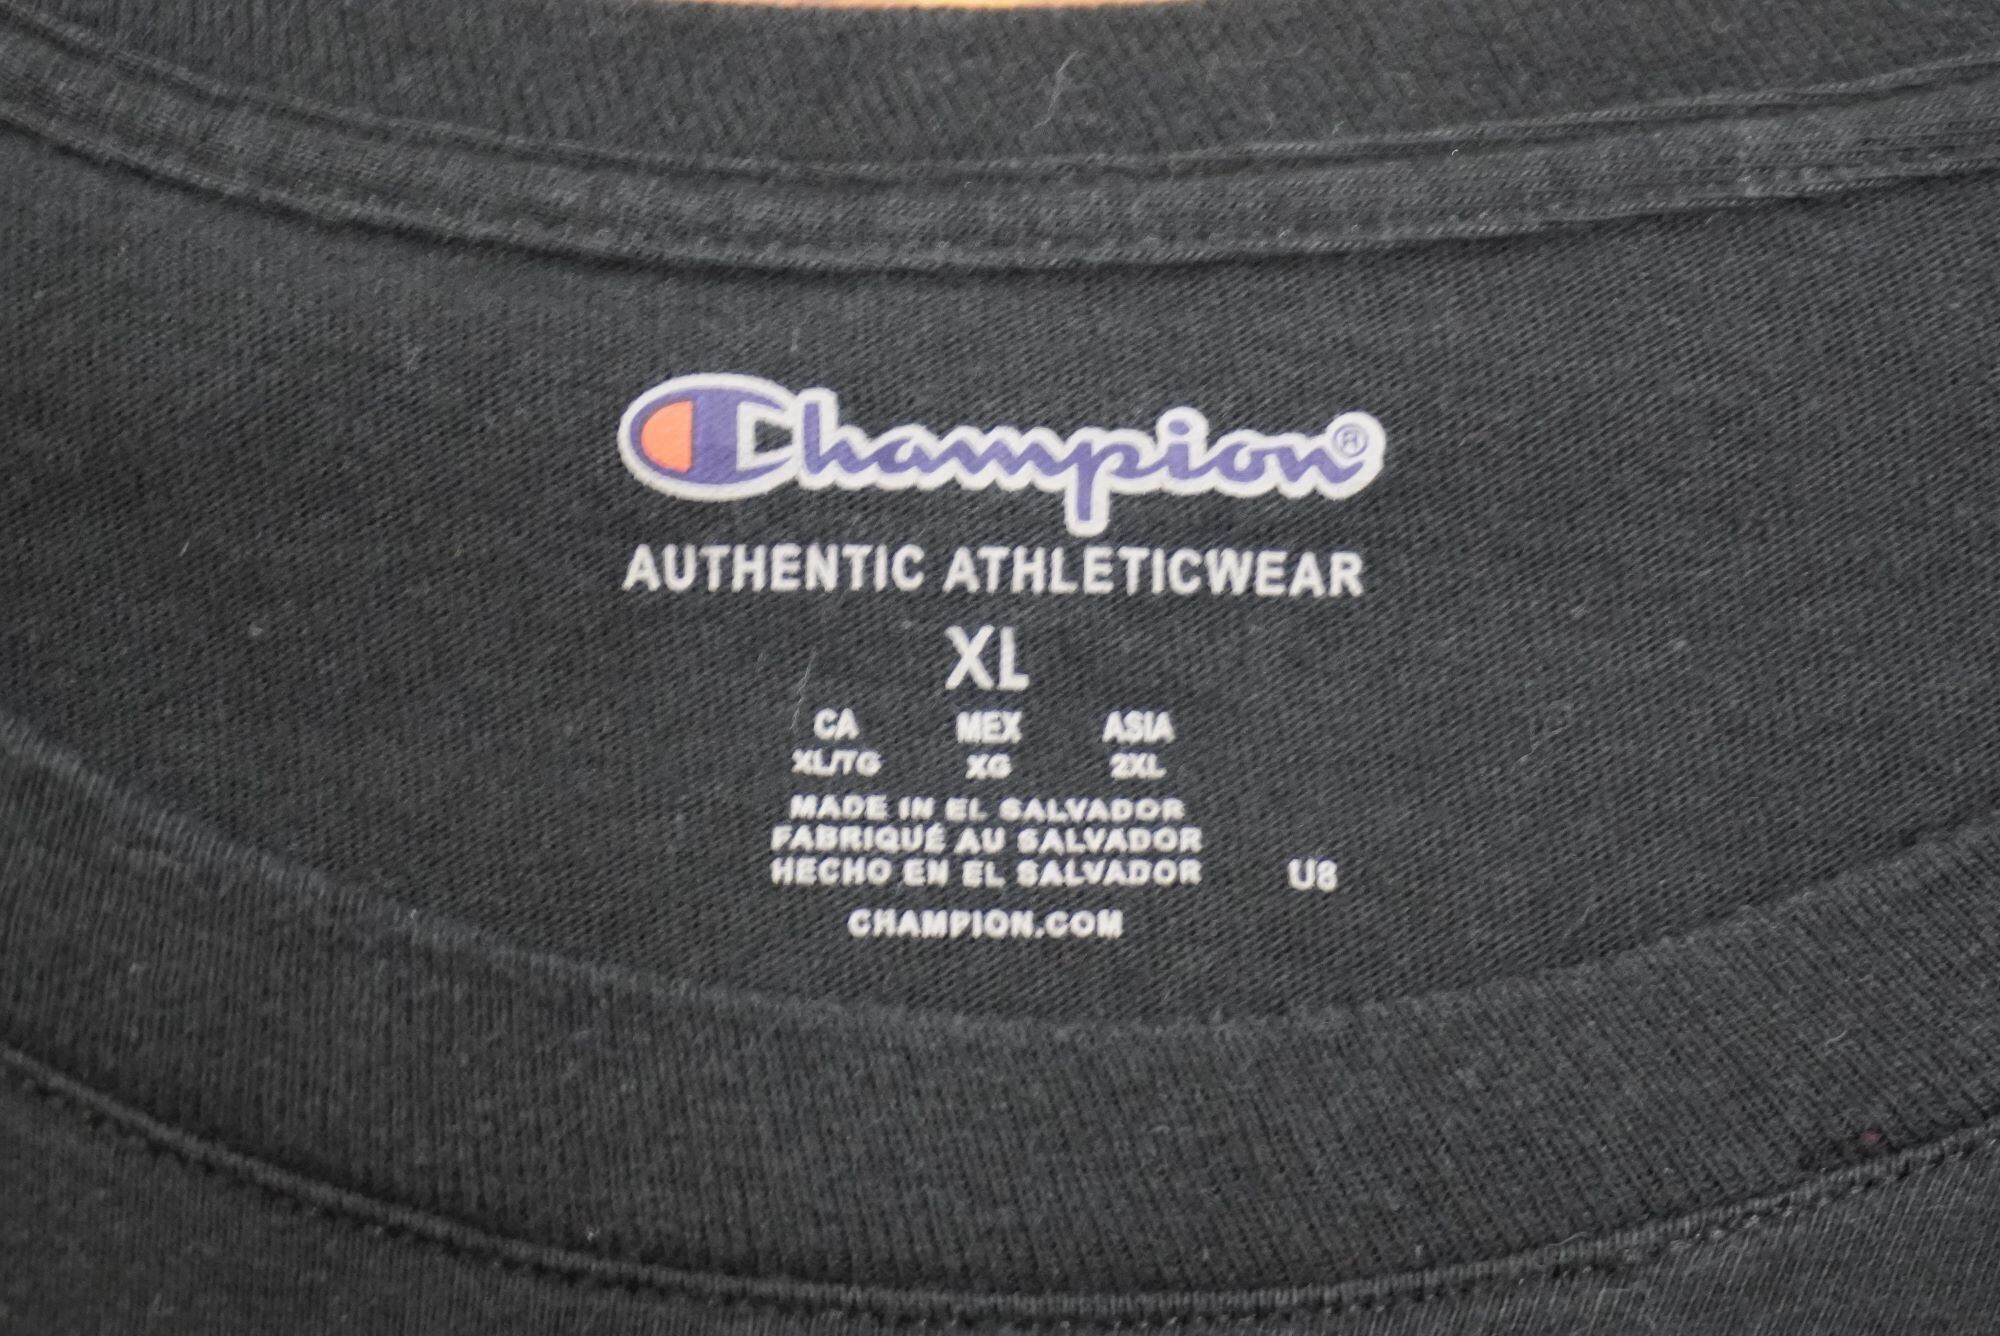 Champion®
AUTHENTIC ATHLETICWEAR
XL
CA MEX ASIA
XL/TG XG 2XL
MADE IN EL SALVADOR
FABRIQUÉ AU SALVADOR
HECHO EN EL SALVADOR U8
CHAMPION.COM